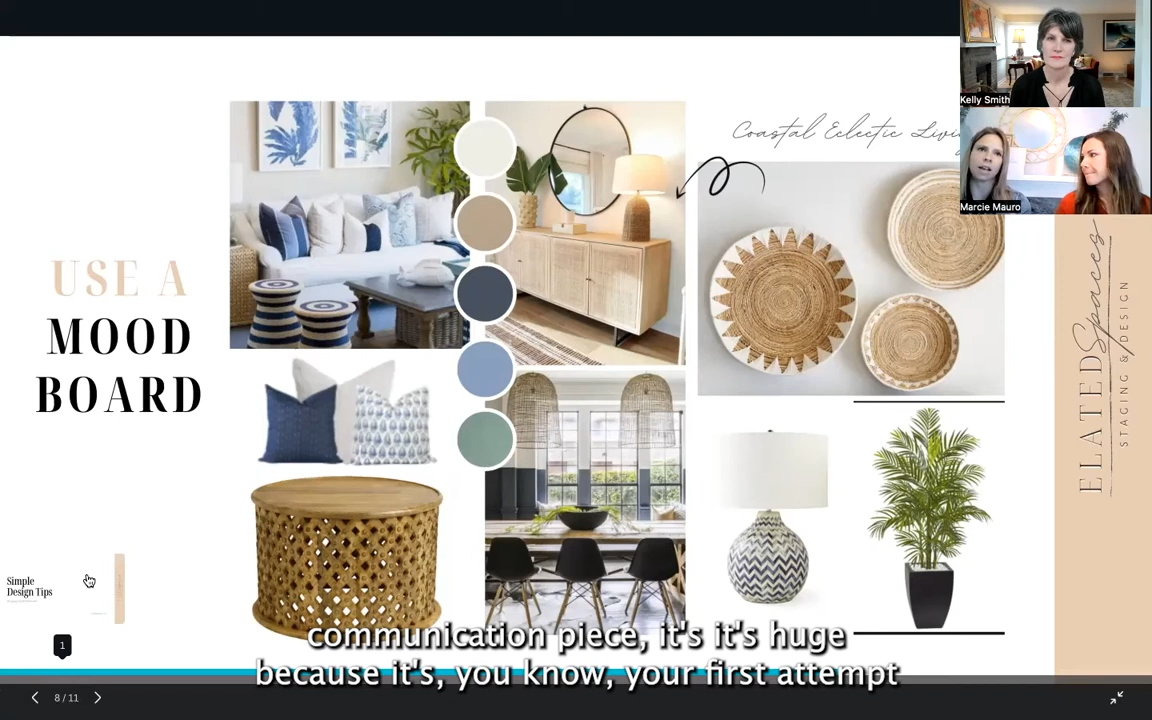 Kelly Smith
Marcie Mauro
Coastal Eclectic
USE A
MOOD
BOARD
ELATED Spaces
STAGING & DESIGN
Simple
Design Tips
1
communication piece, it's it's huge
because it's, you know, your first attempt
8 / 11